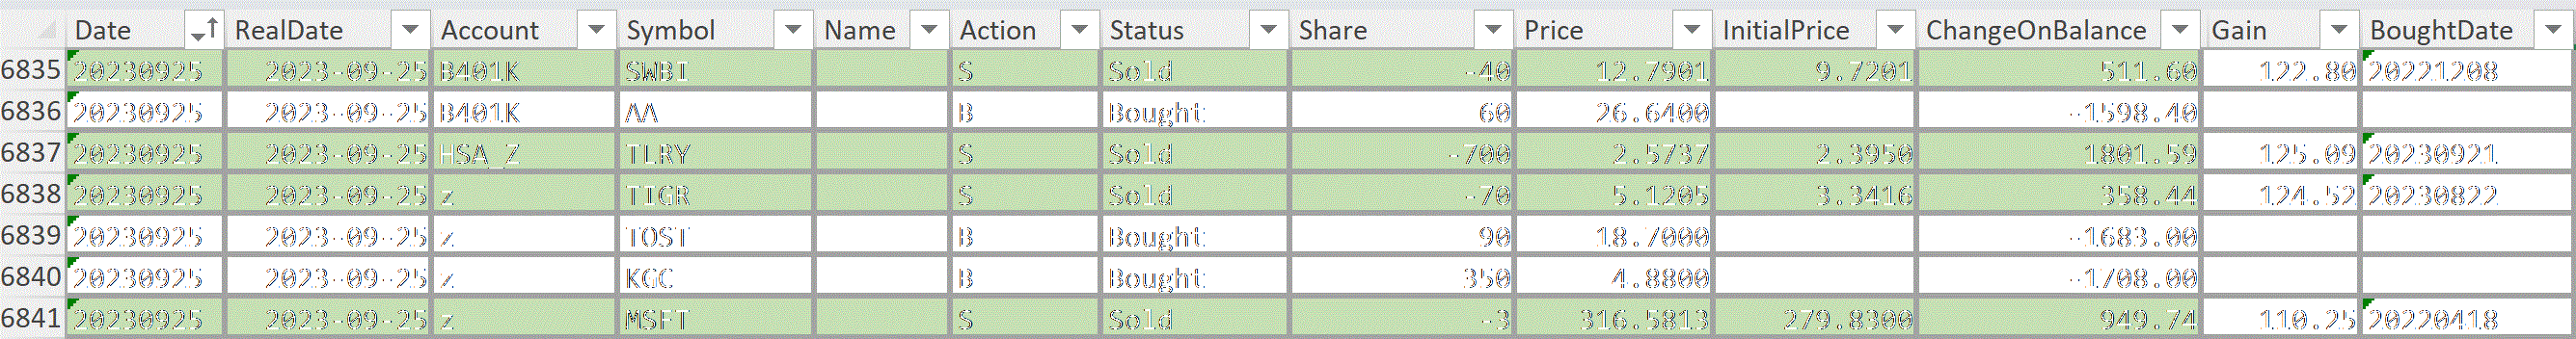 Date RealDate Account Symbol Name Action Status Share Price InitialPrice ChangeOnBalance Gain BoughtDate
6835 20230925 2023-09-25 B401K SWBI S Sold -40 12.7901 9.7201 511.60 122.80 20221208
6836 20230925 2023-09-25 B401K AA B Bought 60 26.6400 -1598.40
6837 20230925 2023-09-25 HSA_Z TLRY S Sold -700 2.5737 2.3950 1801.59 125.09 20230921
6838 20230925 2023-09-25 z TIGR S Sold -70 5.1205 3.3416 358.44 124.52 20230822
6839 20230925 2023-09-25 z TOST B Bought 90 18.7000 -1683.00
6840 20230925 2023-09-25 z KGC B Bought 350 4.8800 -1708.00
6841 20230925 2023-09-25 z MSFT S Sold -3 316.5813 279.8300 949.74 110.25 20220418